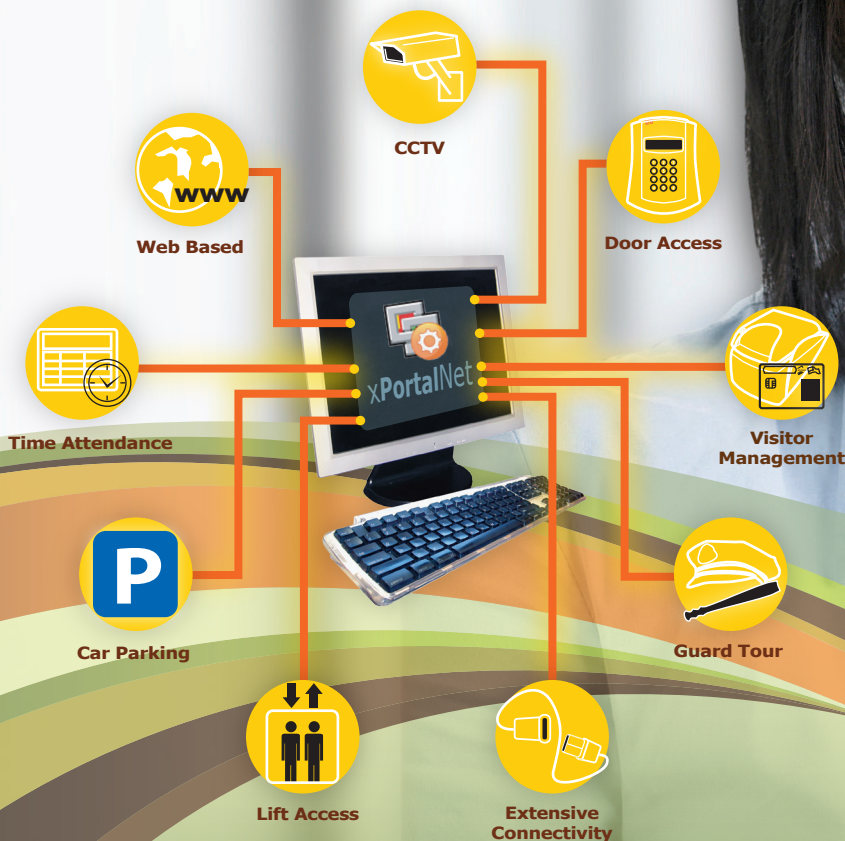 CCTV
www
Web Based
Door Access
xPortalNet
Time Attendance
Visitor
Management
P
Car Parking
Guard Tour
Lift Access
Extensive
Connectivity